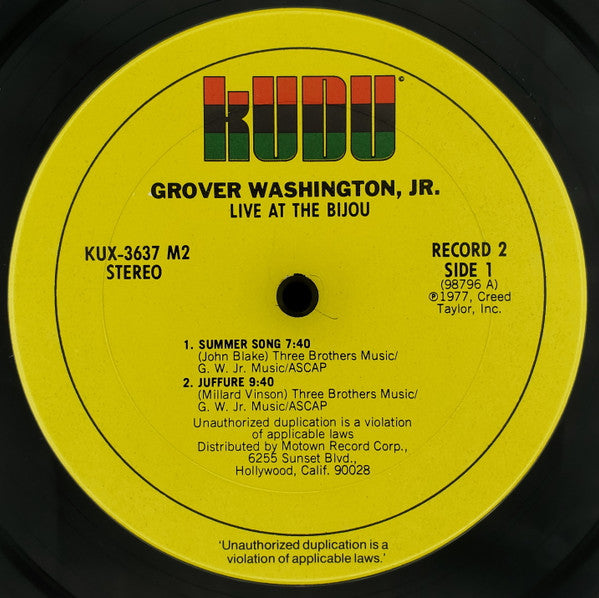 KUDU©
GROVER WASHINGTON, JR.
LIVE AT THE BIJOU
KUX-3637 M2
STEREO
RECORD 2
SIDE 1
(98796 A)
℗1977, Creed
Taylor, Inc.
1. SUMMER SONG 7:40
(John Blake) Three Brothers Music/
G. W. Jr. Music/ASCAP
2. JUFFURE 9:40
(Millard Vinson) Three Brothers Music/
G. W. Jr. Music/ASCAP
Unauthorized duplication is a violation
of applicable laws
Distributed by Motown Record Corp.,
6255 Sunset Blvd.,
Hollywood, Calif. 90028
'Unauthorized duplication is a
violation of applicable laws.'